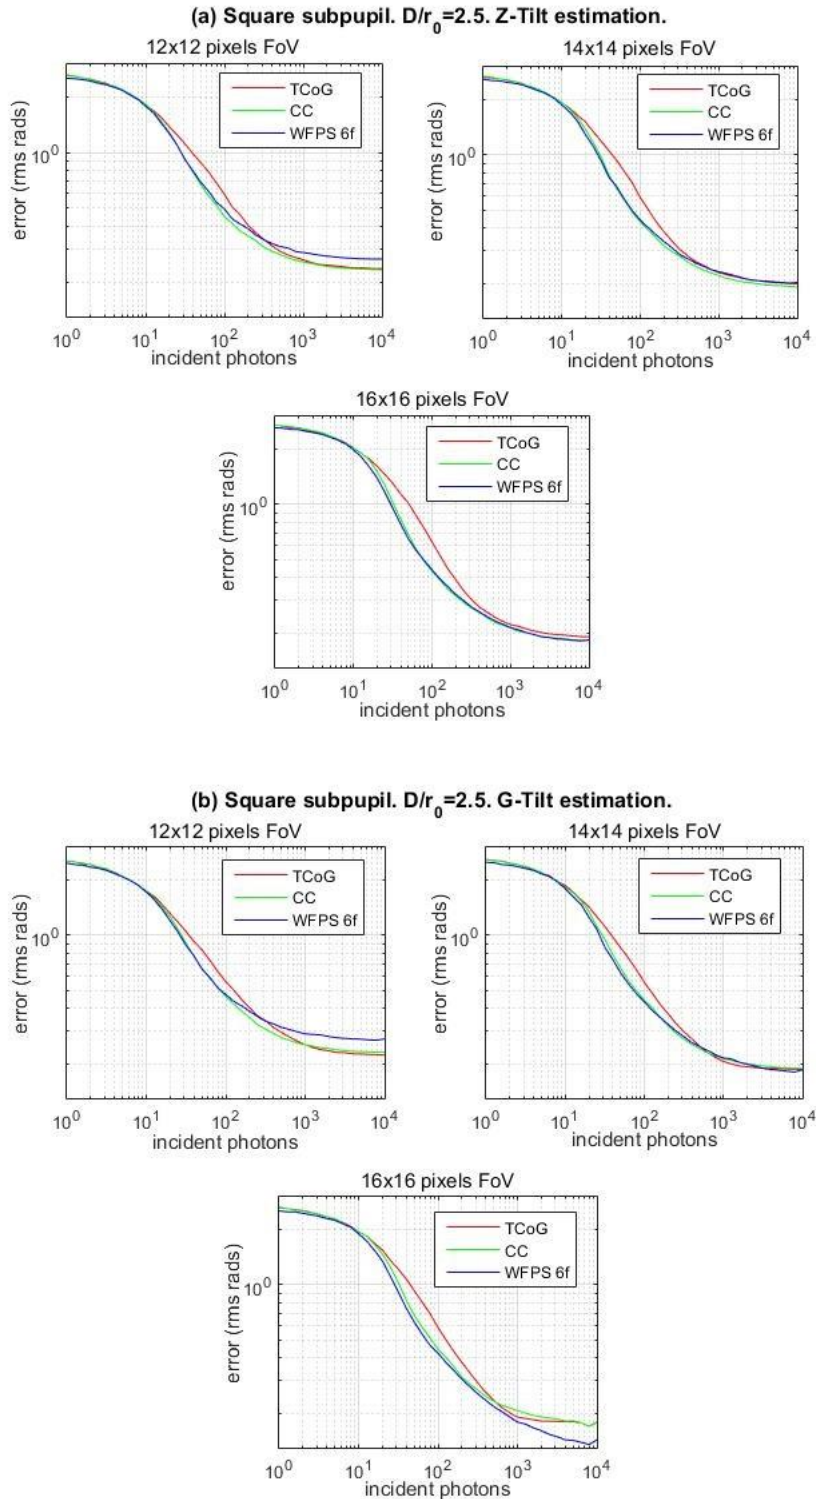 (a) Square subpupil. D/r0=2.5. Z-Tilt estimation.
12x12 pixels FoV
TCoG
CC
WFPS 6f
10^0
error (rms rads)
10^0 10^1 10^2 10^3 10^4
incident photons
14x14 pixels FoV
TCoG
CC
WFPS 6f
10^0
error (rms rads)
10^0 10^1 10^2 10^3 10^4
incident photons
16x16 pixels FoV
TCoG
CC
WFPS 6f
10^0
error (rms rads)
10^0 10^1 10^2 10^3 10^4
incident photons
(b) Square subpupil. D/r0=2.5. G-Tilt estimation.
12x12 pixels FoV
TCoG
CC
WFPS 6f
10^0
error (rms rads)
10^0 10^1 10^2 10^3 10^4
incident photons
14x14 pixels FoV
TCoG
CC
WFPS 6f
10^0
error (rms rads)
10^0 10^1 10^2 10^3 10^4
incident photons
16x16 pixels FoV
TCoG
CC
WFPS 6f
10^0
error (rms rads)
10^0 10^1 10^2 10^3 10^4
incident photons